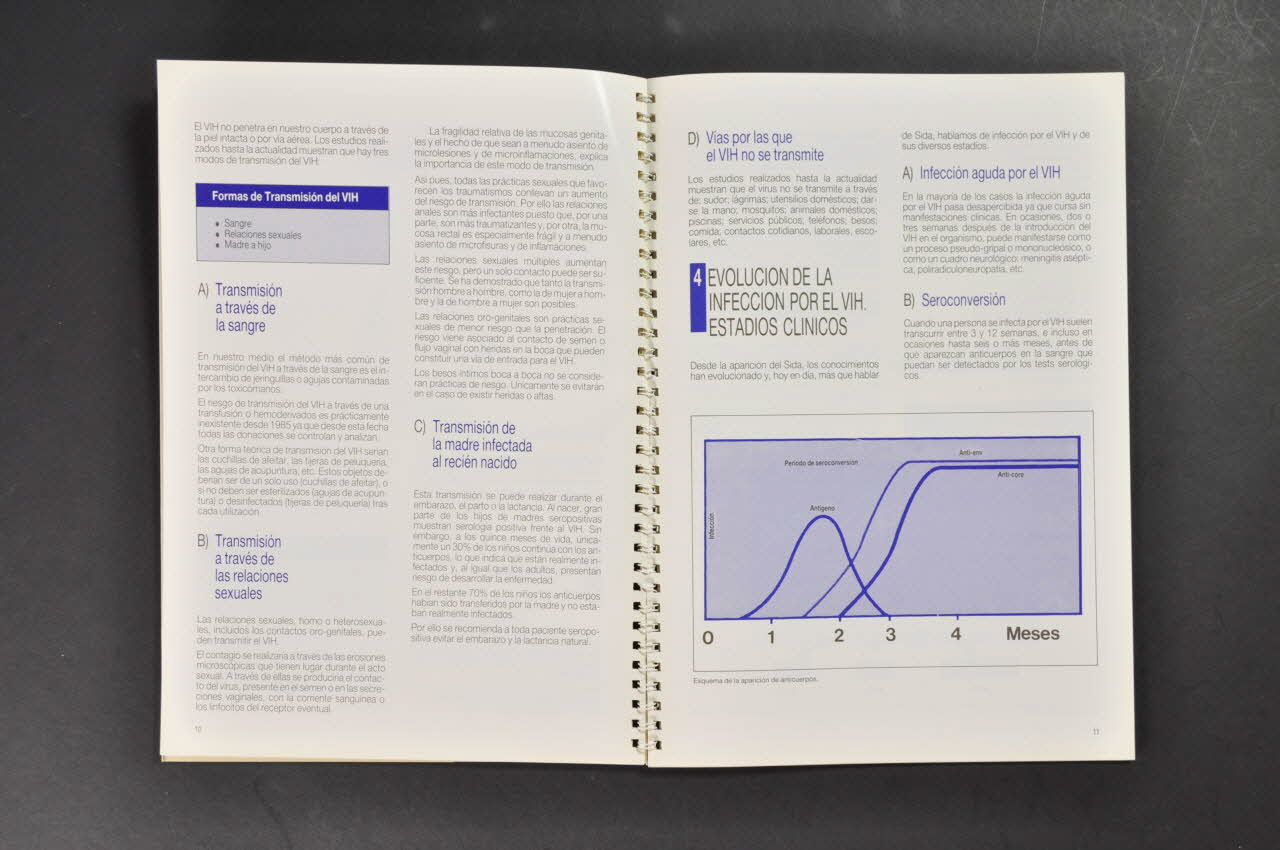 El VIH no penetra en nuestro cuerpo a través de
la piel intacta o por vía aérea. Los estudios reali-
zados hasta la actualidad muestran que hay tres
modos de transmisión del VIH:
Formas de Transmisión del VIH
• Sangre
• Relaciones sexuales
• Madre a hijo
A) Transmisión
a través de
la sangre
En nuestro medio el método más común de
transmisión del VIH a través de la sangre es el in-
tercambio de jeringuillas o agujas contaminadas
por los toxicómanos.
El riesgo de transmisión del VIH a través de una
transfusión o hemoderivados es prácticamente
inexistente desde 1985 ya que desde esta fecha
todas las donaciones se controlan y analizan.
Otra forma teórica de transmisión del VIH serían
las cuchillas de afeitar, las tijeras de peluquería,
las agujas de acupuntura, etc. Estos objetos de-
berían ser de un solo uso (cuchillas de afeitar), o
si no deben ser esterilizados (agujas de acupun-
tura) o desinfectados (tijeras de peluquería) tras
cada utilización.
B) Transmisión
a través de
las relaciones
sexuales
Las relaciones sexuales, homo o heterosexua-
les, incluidos los contactos oro-genitales, pue-
den transmitir el VIH.
El contagio se realizaría a través de las erosiones
microscópicas que tienen lugar durante el acto
sexual. A través de ellas se produciría el contac-
to del virus, presente en el semen o en las secre-
ciones vaginales, con la corriente sanguínea o
los linfocitos del receptor eventual.
10
La fragilidad relativa de las mucosas genita-
les y el hecho de que sean a menudo asiento de
microlesiones y de microinflamaciones, explica
la importancia de este modo de transmisión.
Así pues, todas las prácticas sexuales que favo-
recen los traumatismos conllevan un aumento
del riesgo de transmisión. Por ello las relaciones
anales son más infectantes puesto que, por una
parte, son más traumatizantes y, por otra, la mu-
cosa rectal es especialmente frágil y a menudo
asiento de microfisuras y de inflamaciones.
Las relaciones sexuales múltiples aumentan
este riesgo, pero un solo contacto puede ser su-
ficiente. Se ha demostrado que tanto la transmi-
sión hombre a hombre, como la de mujer a hom-
bre y la de hombre a mujer son posibles.
Las relaciones oro-genitales son prácticas se-
xuales de menor riesgo que la penetración. El
riesgo viene asociado al contacto de semen o
flujo vaginal con heridas en la boca que pueden
constituir una vía de entrada para el VIH.
Los besos íntimos boca a boca no se conside-
ran prácticas de riesgo. Únicamente se evitarán
en el caso de existir heridas o aftas.
C) Transmisión de
la madre infectada
al recién nacido
Esta transmisión se puede realizar durante el
embarazo, el parto o la lactancia. Al nacer, gran
parte de los hijos de madres seropositivas
muestran serología positiva frente al VIH. Sin
embargo, a los quince meses de vida, única-
mente un 30% de los niños continúa con los an-
ticuerpos, lo que indica que están realmente in-
fectados y, al igual que los adultos, presentan
riesgo de desarrollar la enfermedad.
En el restante 70% de los niños los anticuerpos
habían sido transferidos por la madre y no esta-
ban realmente infectados.
Por ello se recomienda a toda paciente seropo-
sitiva evitar el embarazo y la lactancia natural.
D) Vías por las que
el VIH no se transmite
Los estudios realizados hasta la actualidad
muestran que el virus no se transmite a través
de: sudor; lágrimas; utensilios domésticos; dar-
se la mano; mosquitos; animales domésticos;
piscinas; servicios públicos; teléfonos; besos;
comida; contactos cotidianos, laborales, esco-
lares, etc.
4 EVOLUCION DE LA
INFECCION POR EL VIH.
ESTADIOS CLINICOS
Desde la aparición del Sida, los conocimientos
han evolucionado y, hoy en día, más que hablar
de Sida, hablamos de infección por el VIH y de
sus diversos estadios.
A) Infección aguda por el VIH
En la mayoría de los casos la infección aguda
por el VIH pasa desapercibida ya que cursa sin
manifestaciones clínicas. En ocasiones, dos o
tres semanas después de la introducción del
VIH en el organismo, puede manifestarse como
un proceso pseudo-gripal o mononucleósico, o
como un cuadro neurológico: meningitis asépti-
ca, poliradiculoneuropatía, etc.
B) Seroconversión
Cuando una persona se infecta por el VIH suelen
transcurrir entre 3 y 12 semanas, e incluso en
ocasiones hasta seis o más meses, antes de
que aparezcan anticuerpos en la sangre que
puedan ser detectados por los tests serológi-
cos.
Periodo de seroconversión
Anti-env
Anti-core
Antígeno
Infección
0 1 2 3 4 Meses
Esquema de la aparición de anticuerpos.
11